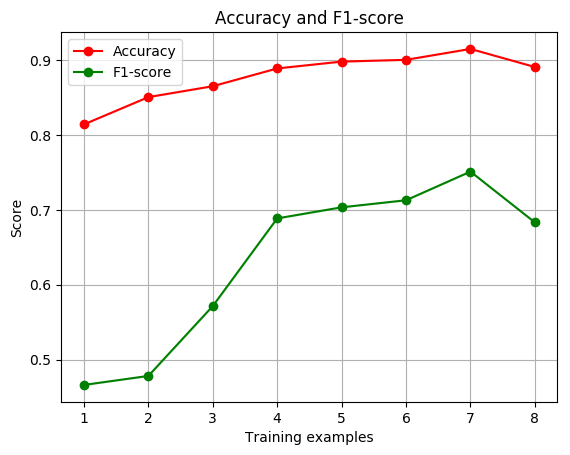 Accuracy and F1-score
Accuracy
F1-score
0.9
0.8
0.7
0.6
0.5
Score
1 2 3 4 5 6 7 8
Training examples